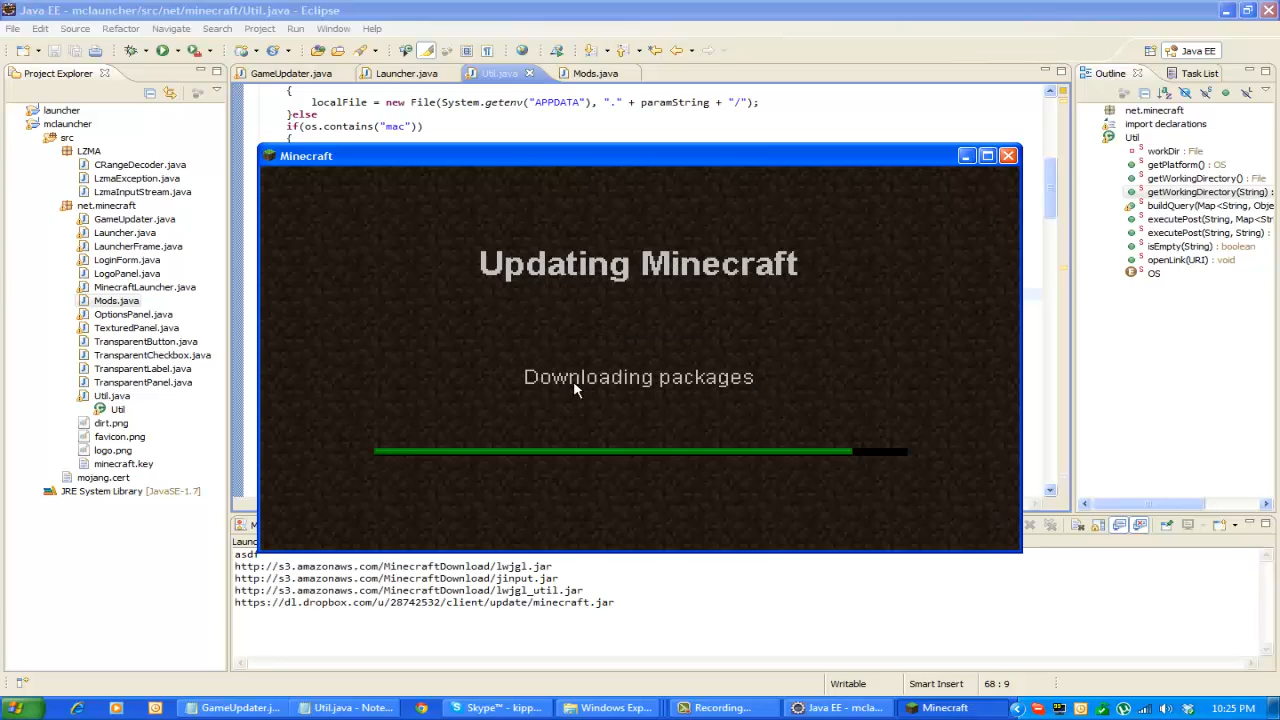 Java EE - mclauncher/src/net/minecraft/Util.java - Eclipse
File Edit Source Refactor Navigate Search Project Run Window Help
Java EE
Project Explorer
GameUpdater.java
Launcher.java
Util.java
Mods.java
Outline
Task List
launcher
mclauncher
src
LZMA
CRangeDecoder.java
LzmaException.java
LzmaInputStream.java
net.minecraft
GameUpdater.java
Launcher.java
LauncherFrame.java
LoginForm.java
LogoPanel.java
MinecraftLauncher.java
Mods.java
OptionsPanel.java
TexturedPanel.java
TransparentButton.java
TransparentCheckbox.java
TransparentLabel.java
TransparentPanel.java
Util.java
Util
dirt.png
favicon.png
logo.png
minecraft.key
mojang.cert
JRE System Library [JavaSE-1.7]
{
localFile = new File(System.getenv("APPDATA"), "." + paramString + "/");
}else
if(os.contains("mac"))
{
Minecraft
Updating Minecraft
Downloading packages
net.minecraft
import declarations
Util
workDir : File
getPlatform() : OS
getWorkingDirectory() : File
getWorkingDirectory(String) :
buildQuery(Map<String, Obje
executePost(String, Map<St
executePost(String, String) :
isEmpty(String) : boolean
openLink(URI) : void
OS
asdf
http://s3.amazonaws.com/MinecraftDownload/lwjgl.jar
http://s3.amazonaws.com/MinecraftDownload/jinput.jar
http://s3.amazonaws.com/MinecraftDownload/lwjgl_util.jar
https://dl.dropbox.com/u/28742532/client/update/minecraft.jar
Writable
Smart Insert
68 : 9
start
GameUpdater.j...
Util.java - Note...
Skype™ - kipp...
Windows Exp...
Recording...
Java EE - mcla...
Minecraft
10:25 PM